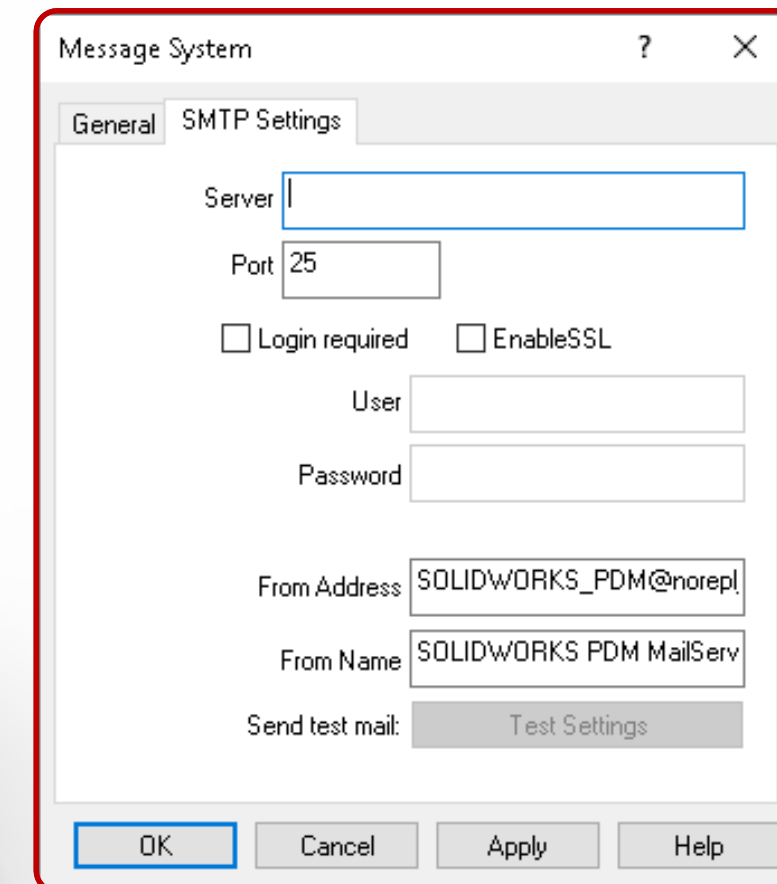 Message System ?
General SMTP Settings
Server
Port 25
Login required EnableSSL
User
Password
From Address SOLIDWORKS_PDM@norepl
From Name SOLIDWORKS PDM MailServ
Send test mail: Test Settings
OK Cancel Apply Help